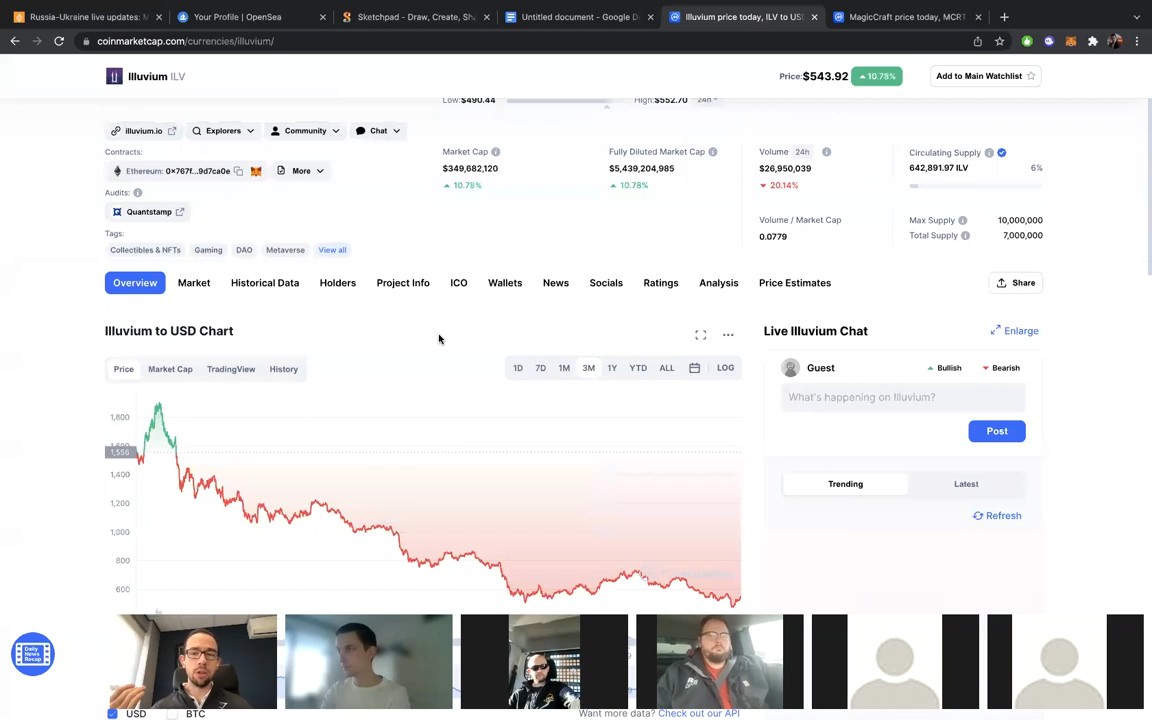 Russia-Ukraine live updates: M
Your Profile | OpenSea
Sketchpad - Draw, Create, Sha
Untitled document - Google D
Illuvium price today, ILV to USD
MagicCraft price today, MCRT
coinmarketcap.com/currencies/illuvium/
Illuvium ILV
Price:$543.92 10.78%
Add to Main Watchlist
Low:$490.44 High:$552.70 24h
illuvium.io Explorers Community Chat
Contracts:
Ethereum: 0x767f...9d7ca0e More
Audits:
Quantstamp
Tags:
Collectibles & NFTs Gaming DAO Metaverse View all
Market Cap
$349,682,120
10.78%
Fully Diluted Market Cap
$5,439,204,985
10.78%
Volume 24h
$26,950,039
20.14%
Volume / Market Cap
0.0779
Circulating Supply
642,891.97 ILV 6%
Max Supply 10,000,000
Total Supply 7,000,000
Overview Market Historical Data Holders Project Info ICO Wallets News Socials Ratings Analysis Price Estimates
Share
Illuvium to USD Chart
Price Market Cap TradingView History
1D 7D 1M 3M 1Y YTD ALL LOG
1,800
1,556
1,400
1,200
1,000
800
600
Live Illuvium Chat
Enlarge
Guest
Bullish Bearish
What's happening on Illuvium?
Post
Trending Latest
Refresh
Daily
News
Recap
USD BTC
Want more data? Check out our API